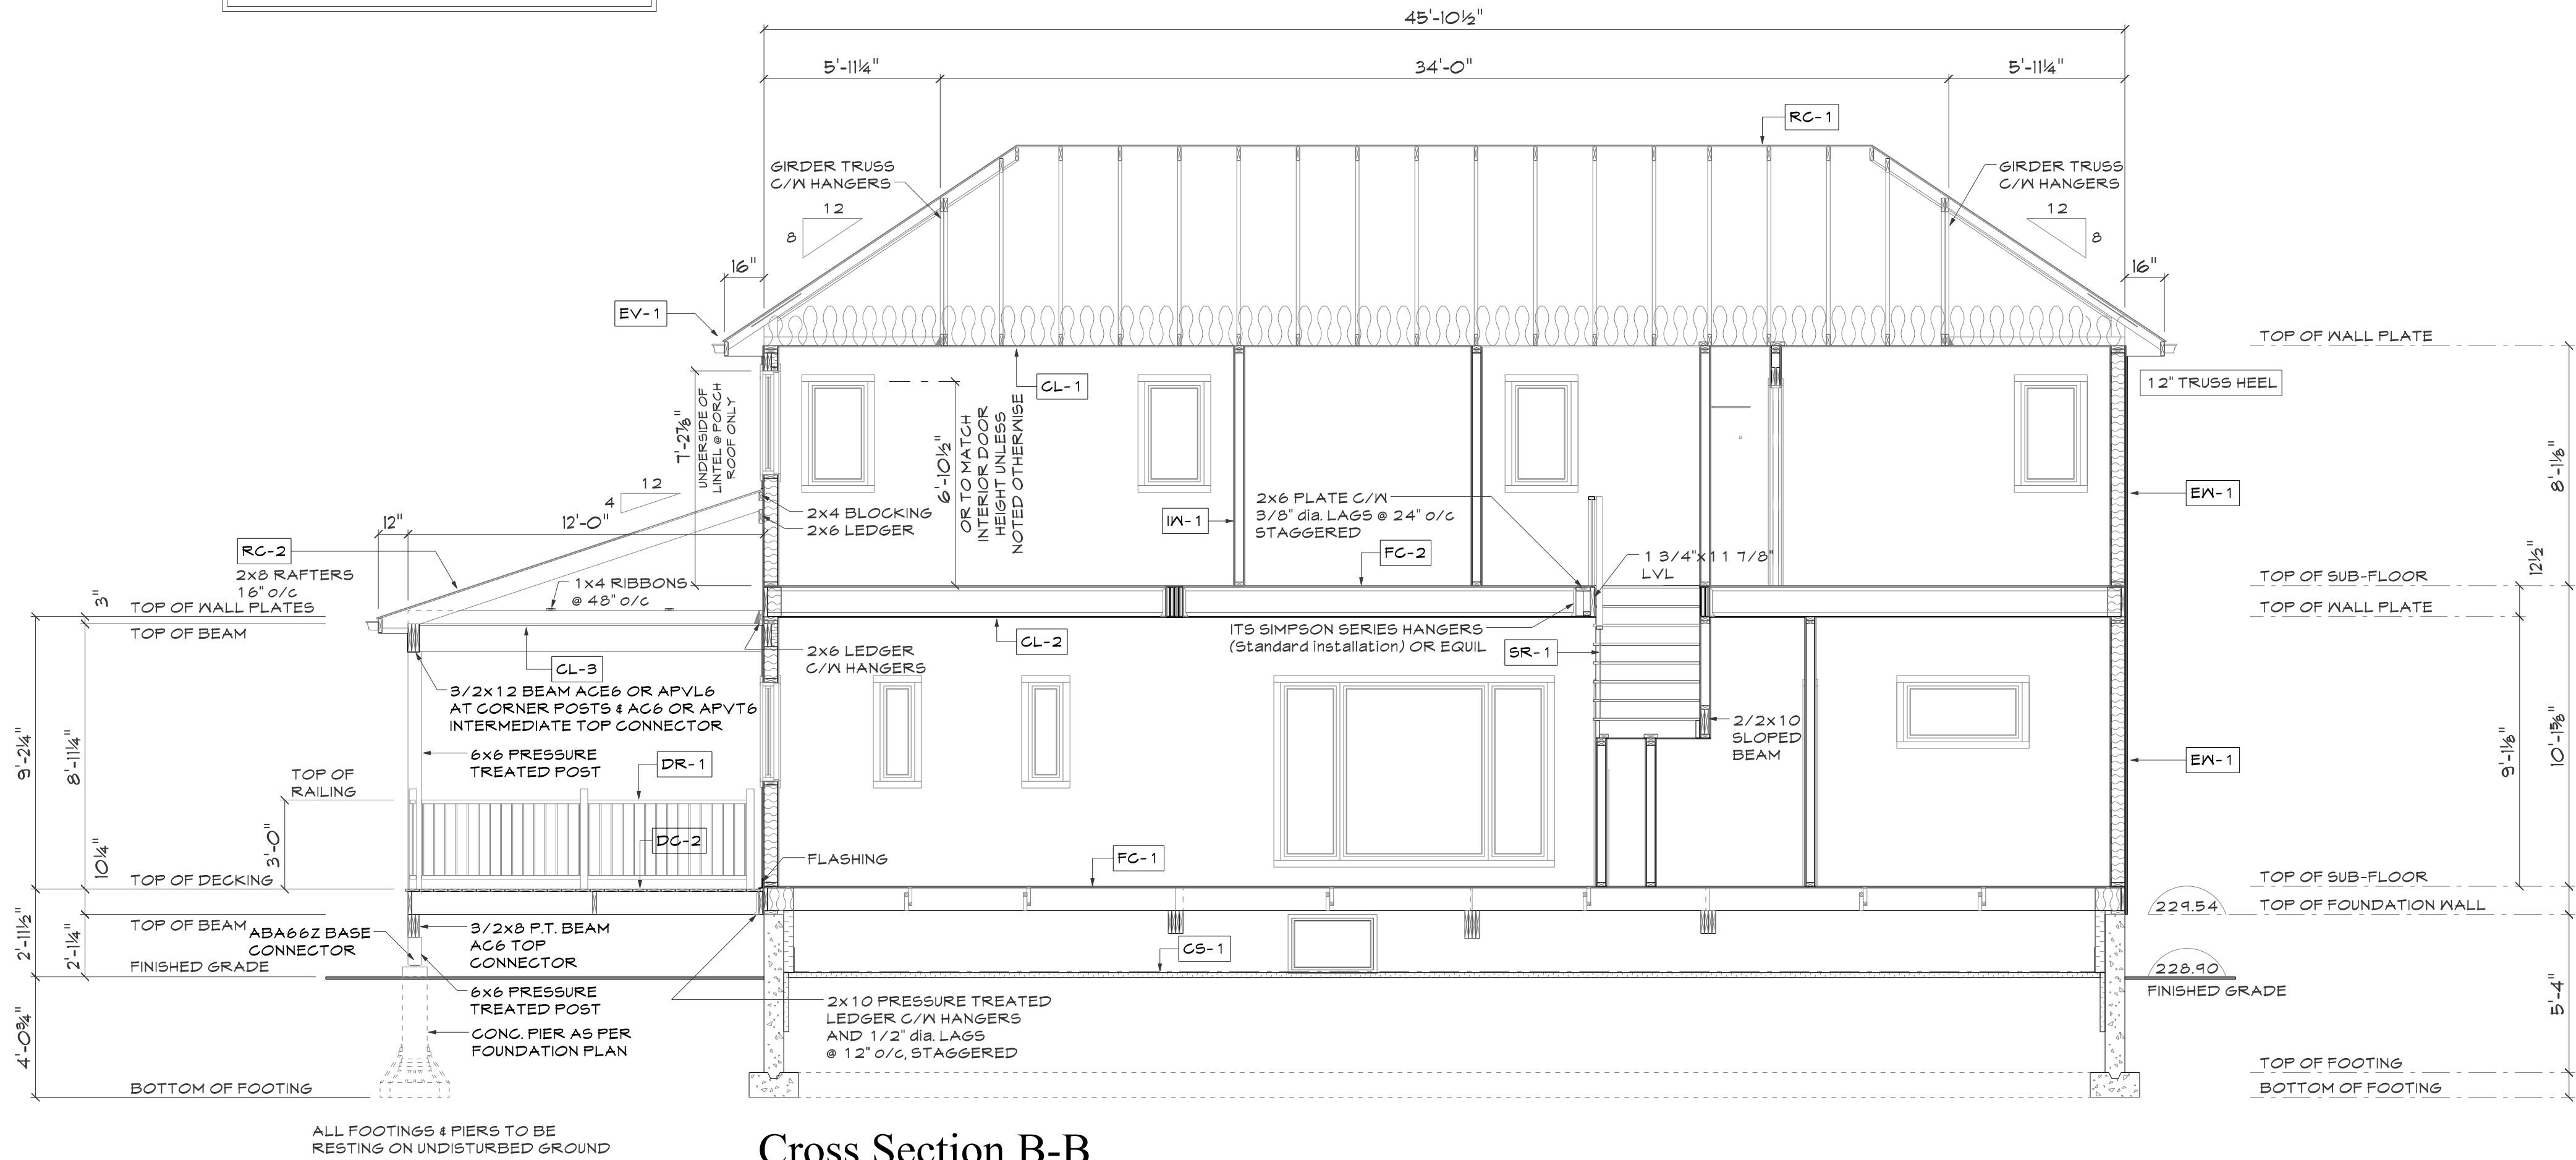 45'-10½"
5'-11¼"
34'-0"
5'-11¼"
RC-1
GIRDER TRUSS
C/W HANGERS
12
8
16"
GIRDER TRUSS
C/W HANGERS
12
8
16"
EV-1
TOP OF WALL PLATE
12" TRUSS HEEL
CL-1
7'-2⅞"
UNDERSIDE OF
LINTEL @ PORCH
ROOF ONLY
6'-10½"
OR TO MATCH
INTERIOR DOOR
HEIGHT UNLESS
NOTED OTHERWISE
8'-1⅛"
EW-1
12
4
12"
12'-0"
2x4 BLOCKING
2x6 LEDGER
IW-1
2x6 PLATE C/W
3/8" dia. LAGS @ 24" o/c
STAGGERED
FC-2
1 3/4"x11 7/8"
LVL
RC-2
2x8 RAFTERS
16" o/c
1x4 RIBBONS
@ 48" o/c
12½"
TOP OF SUB-FLOOR
TOP OF WALL PLATE
3"
TOP OF WALL PLATES
TOP OF BEAM
CL-3
2x6 LEDGER
C/W HANGERS
CL-2
ITS SIMPSON SERIES HANGERS
(Standard installation) OR EQUIL
SR-1
3/2x12 BEAM ACE6 OR APVL6
AT CORNER POSTS & AC6 OR APVT6
INTERMEDIATE TOP CONNECTOR
2/2x10
SLOPED
BEAM
9'-2¼"
8'-11¼"
6x6 PRESSURE
TREATED POST
DR-1
TOP OF
RAILING
3'-0"
9'-1⅛"
10'-1⅝"
EW-1
DC-2
10¼"
FLASHING
FC-1
TOP OF DECKING
TOP OF SUB-FLOOR
229.54
TOP OF FOUNDATION WALL
TOP OF BEAM
ABA66Z BASE
CONNECTOR
3/2x8 P.T. BEAM
AC6 TOP
CONNECTOR
CS-1
2'-11½"
2'-1¼"
FINISHED GRADE
228.90
FINISHED GRADE
6x6 PRESSURE
TREATED POST
2x10 PRESSURE TREATED
LEDGER C/W HANGERS
AND 1/2" dia. LAGS
@ 12" o/c, STAGGERED
CONC. PIER AS PER
FOUNDATION PLAN
4'-0¾"
5'-4"
TOP OF FOOTING
BOTTOM OF FOOTING
BOTTOM OF FOOTING
ALL FOOTINGS & PIERS TO BE
RESTING ON UNDISTURBED GROUND
Cross Section B-B